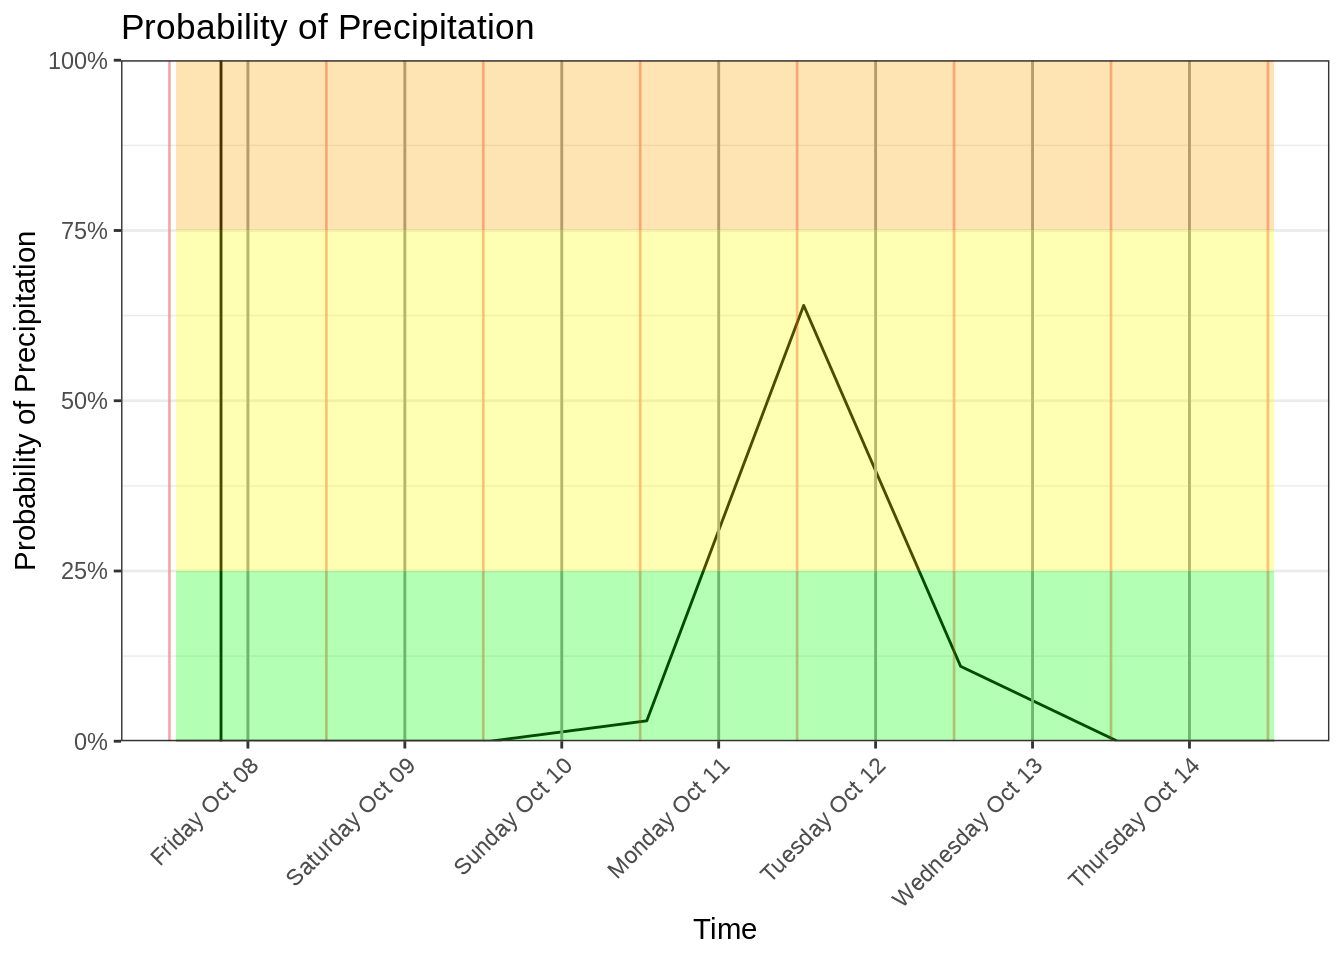 Probability of Precipitation
Probability of Precipitation
100%
75%
50%
25%
0%
Friday Oct 08
Saturday Oct 09
Sunday Oct 10
Monday Oct 11
Tuesday Oct 12
Wednesday Oct 13
Thursday Oct 14
Time